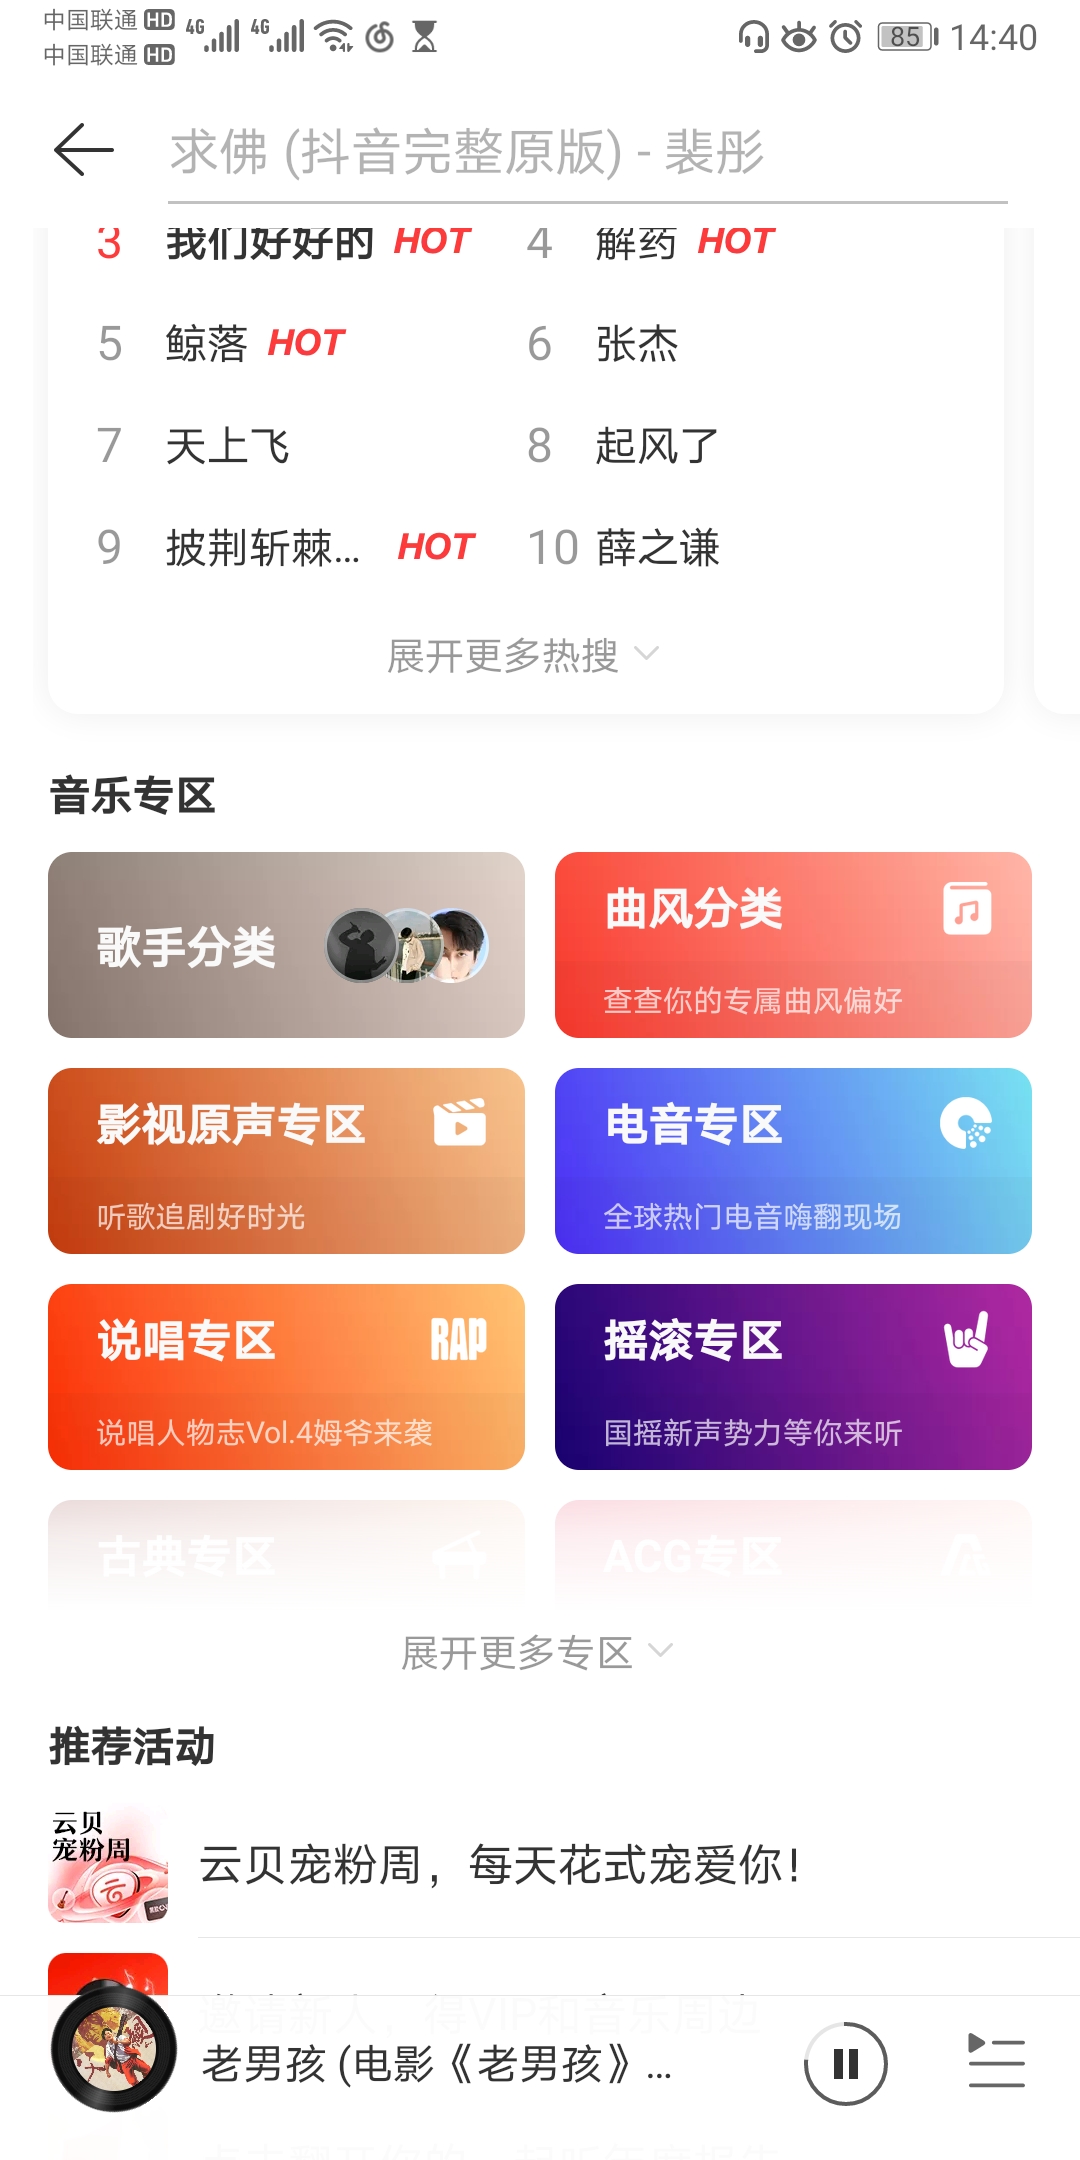 中国联通 HD 4G 4G 85 14:40
中国联通 HD
求佛 (抖音完整原版) - 裴彤
3 我们好好的 HOT 4 解药 HOT
5 鲸落 HOT 6 张杰
7 天上飞 8 起风了
9 披荆斩棘... HOT 10 薛之谦
展开更多热搜
音乐专区
歌手分类 曲风分类
查查你的专属曲风偏好
影视原声专区 电音专区
听歌追剧好时光 全球热门电音嗨翻现场
说唱专区 RAP 摇滚专区
说唱人物志Vol.4姆爷来袭 国摇新声势力等你来听
古典专区 ACG专区
展开更多专区
推荐活动
云贝
宠粉周
云贝宠粉周，每天花式宠爱你！
邀请新人，得VIP和音乐周边
老男孩 (电影《老男孩》...